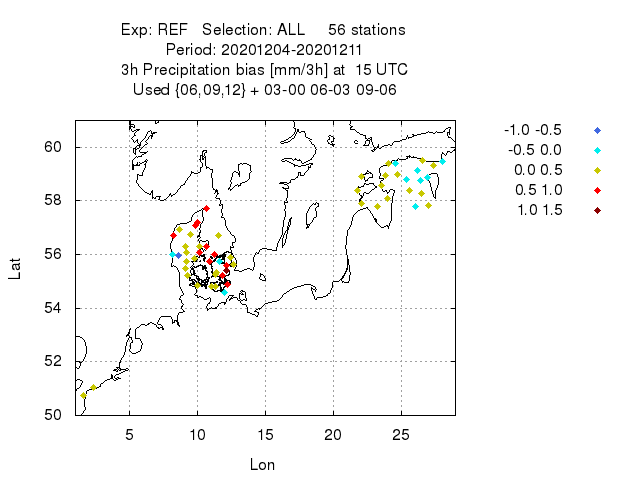 Exp: REF   Selection: ALL     56 stations
Period: 20201204-20201211
3h Precipitation bias [mm/3h] at  15 UTC
Used {06,09,12} + 03-00 06-03 09-06
-1.0 -0.5
-0.5 0.0
0.0 0.5
0.5 1.0
1.0 1.5
60
58
56
54
52
50
Lat
5 10 15 20 25
Lon